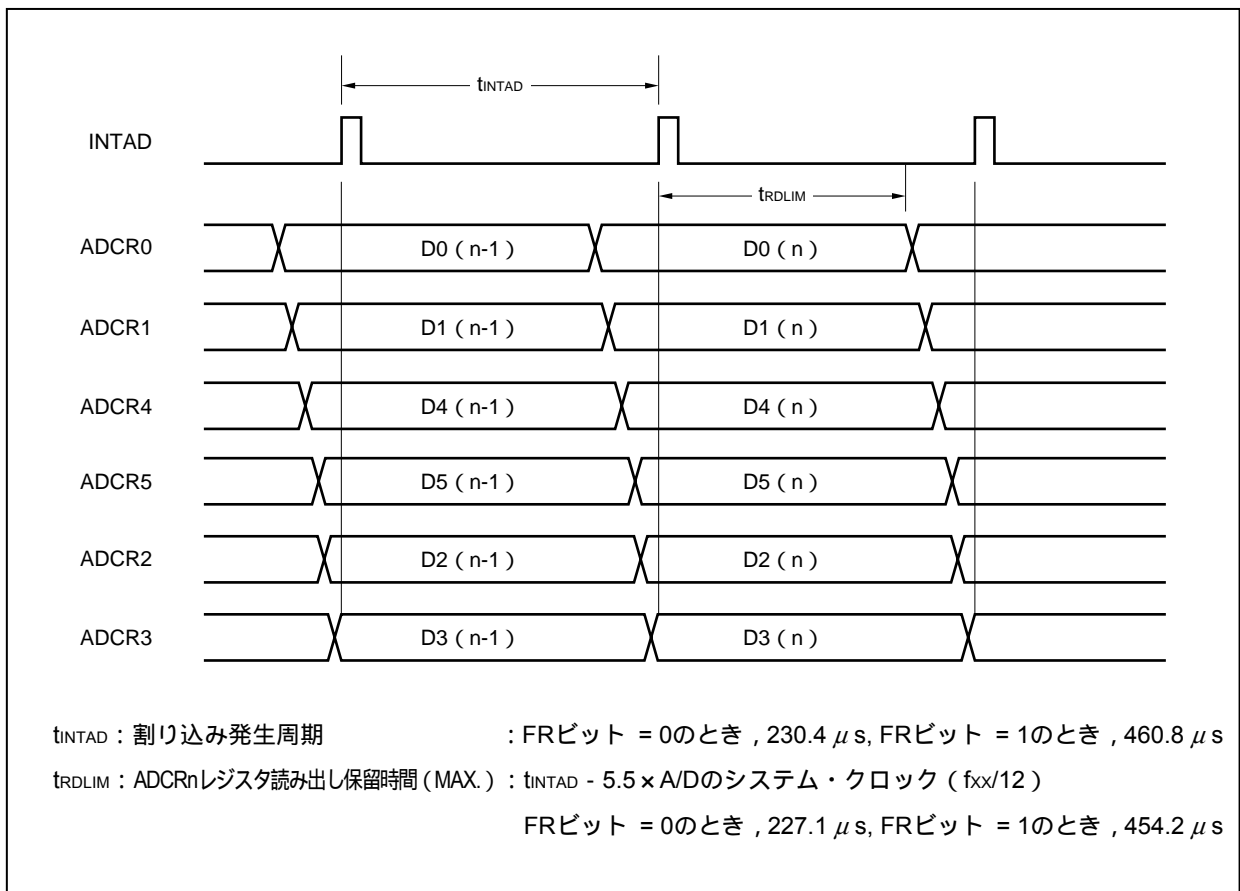 tINTAD
INTAD
tRDLIM
ADCR0 D0（n-1） D0（n）
ADCR1 D1（n-1） D1（n）
ADCR4 D4（n-1） D4（n）
ADCR5 D5（n-1） D5（n）
ADCR2 D2（n-1） D2（n）
ADCR3 D3（n-1） D3（n）
tINTAD：割り込み発生周期 ：FRビット = 0のとき，230.4 μs, FRビット = 1のとき，460.8 μs
tRDLIM：ADCRnレジスタ読み出し保留時間（MAX.）：tINTAD - 5.5×A/Dのシステム・クロック（fXX/12）
FRビット = 0のとき，227.1 μs, FRビット = 1のとき，454.2 μs